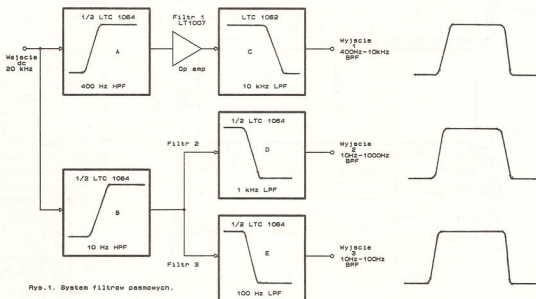 1/2 LTC 1064
Filtr 1
LT1007
LTC 1062
Wejscie
dc
20 kHz
A
Op amp
C
Wyjscie
1
400Hz-10kHz
BPF
400 Hz HPF
10 kHz LPF
1/2 LTC 1064
Filtr 2
D
Wyjscie
2
10Hz-1000Hz
BPF
1/2 LTC 1064
1 kHz LPF
B
1/2 LTC 1064
10 Hz HPF
E
Wyjscie
3
10Hz-100Hz
BPF
Filtr 3
100 Hz LPF
Rys.1. System filtrow pasmowych.